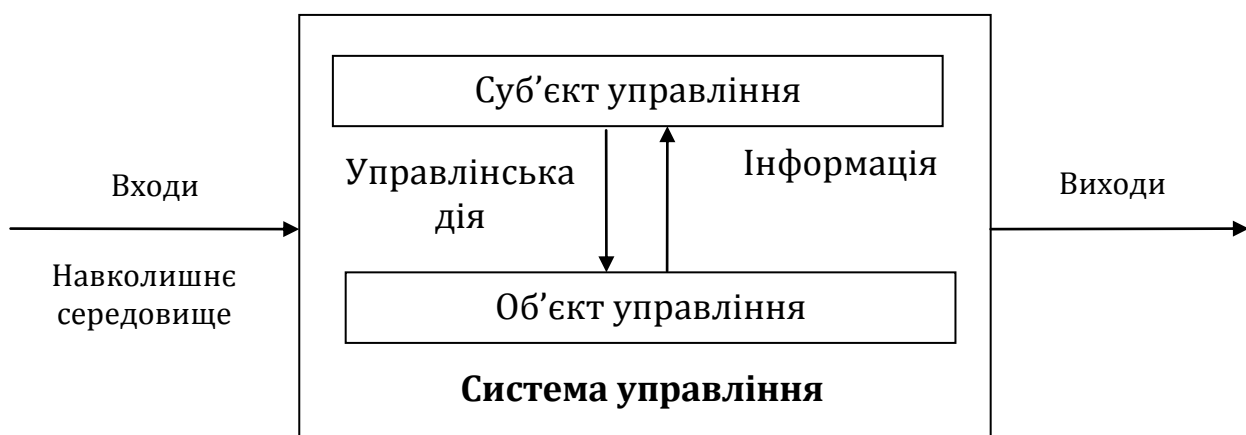 Суб’єкт управління
Управлінська
дія
Інформація
Входи
Навколишнє
середовище
Виходи
Об’єкт управління
Система управління